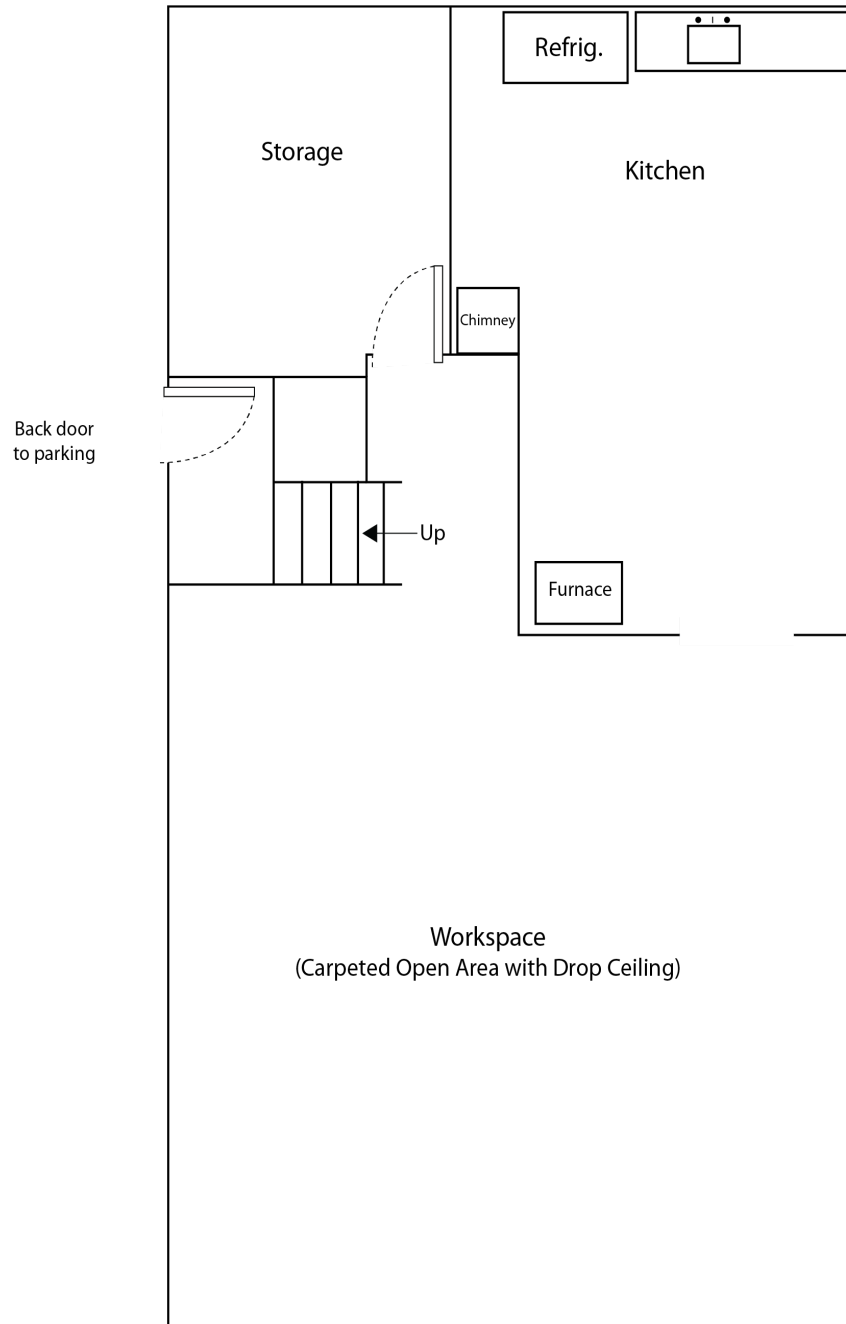 Refrig.
Storage
Kitchen
Chimney
Back door
to parking
Up
Furnace
Workspace
(Carpeted Open Area with Drop Ceiling)